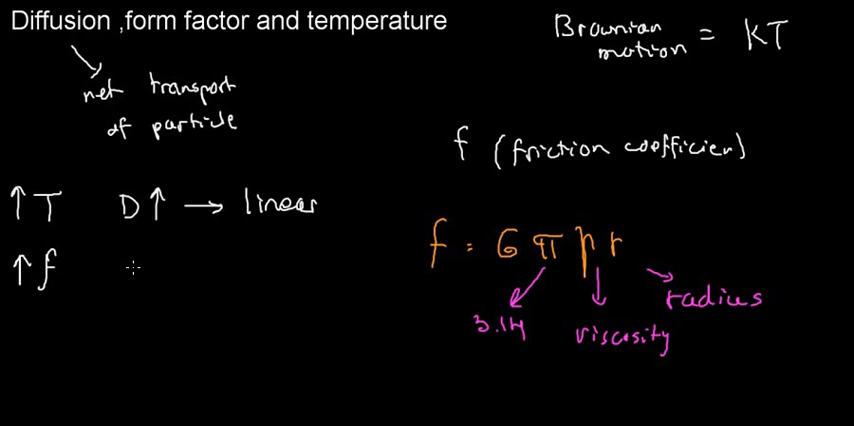 Diffusion ,form factor and temperature
Brownian motion = KT
net transport
of particle
f (friction coefficien)
↑T D↑ → linear
f = 6 π η r
↑f
3.14
viscosity
radius